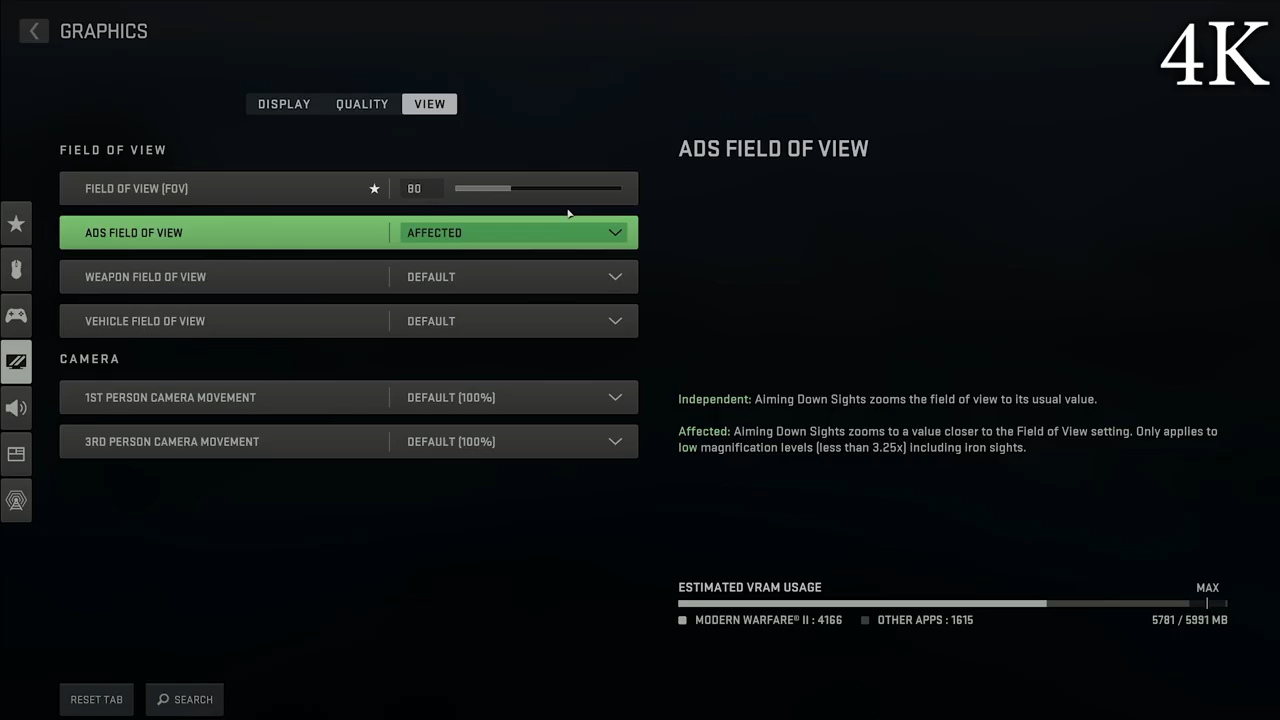 GRAPHICS
4K
DISPLAY QUALITY VIEW
FIELD OF VIEW
FIELD OF VIEW (FOV) 80
ADS FIELD OF VIEW AFFECTED
WEAPON FIELD OF VIEW DEFAULT
VEHICLE FIELD OF VIEW DEFAULT
CAMERA
1ST PERSON CAMERA MOVEMENT DEFAULT (100%)
3RD PERSON CAMERA MOVEMENT DEFAULT (100%)
ADS FIELD OF VIEW
Independent: Aiming Down Sights zooms the field of view to its usual value.
Affected: Aiming Down Sights zooms to a value closer to the Field of View setting. Only applies to
low magnification levels (less than 3.25x) including Iron sights.
ESTIMATED VRAM USAGE MAX
MODERN WARFARE® II : 4166 OTHER APPS : 1615 5781 / 5991 MB
RESET TAB SEARCH